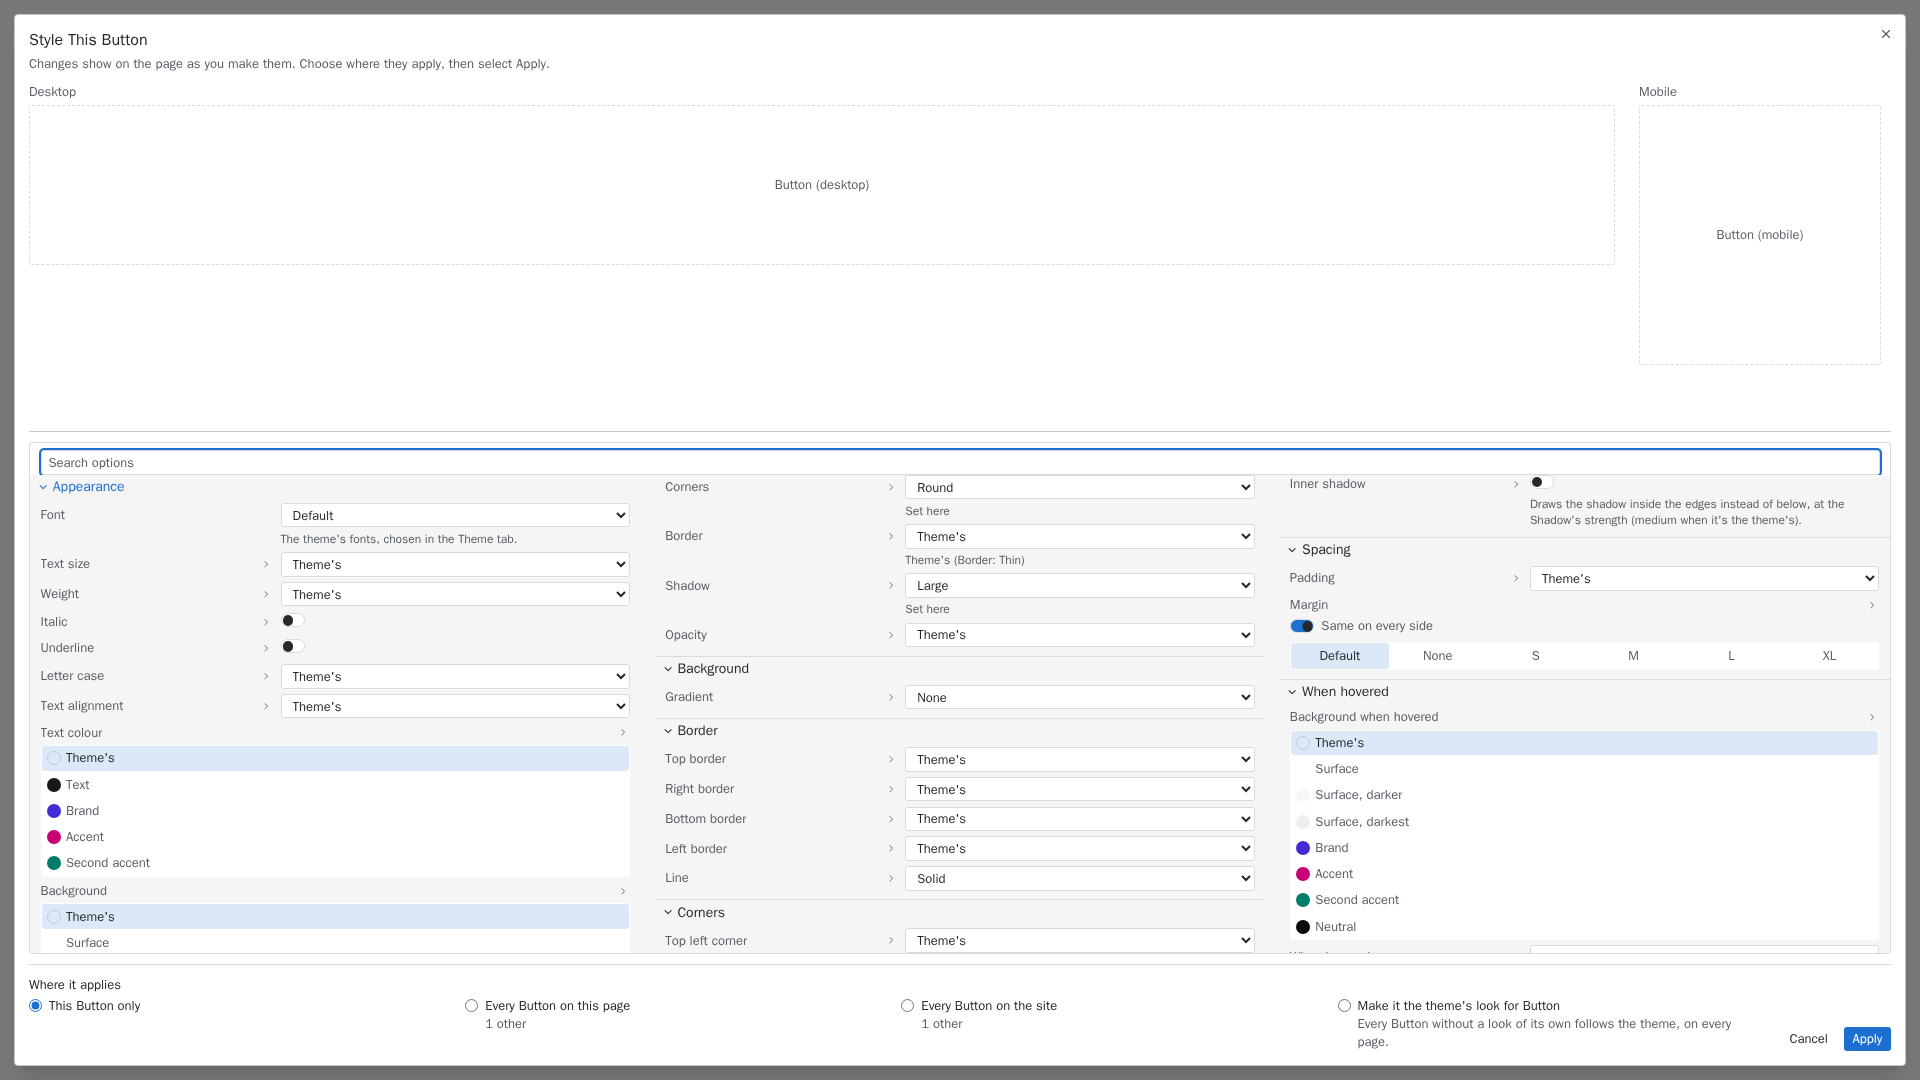 Style This Button
Changes show on the page as you make them. Choose where they apply, then select Apply.
Desktop
Mobile
Button (desktop)
Button (mobile)
Search options
Appearance
Font
Default
The theme's fonts, chosen in the Theme tab.
Text size
Theme's
Weight
Theme's
Italic
Underline
Letter case
Theme's
Text alignment
Theme's
Text colour
Theme's
Text
Brand
Accent
Second accent
Background
Theme's
Surface
Corners
Round
Set here
Border
Theme's
Theme's (Border: Thin)
Shadow
Large
Set here
Opacity
Theme's
Background
Gradient
None
Border
Top border
Theme's
Right border
Theme's
Bottom border
Theme's
Left border
Theme's
Line
Solid
Corners
Top left corner
Theme's
Inner shadow
Draws the shadow inside the edges instead of below, at the
Shadow's strength (medium when it's the theme's).
Spacing
Padding
Theme's
Margin
Same on every side
Default
None
S
M
L
XL
When hovered
Background when hovered
Theme's
Surface
Surface, darker
Surface, darkest
Brand
Accent
Second accent
Neutral
Where it applies
This Button only
Every Button on this page
1 other
Every Button on the site
1 other
Make it the theme's look for Button
Every Button without a look of its own follows the theme, on every
page.
Cancel
Apply